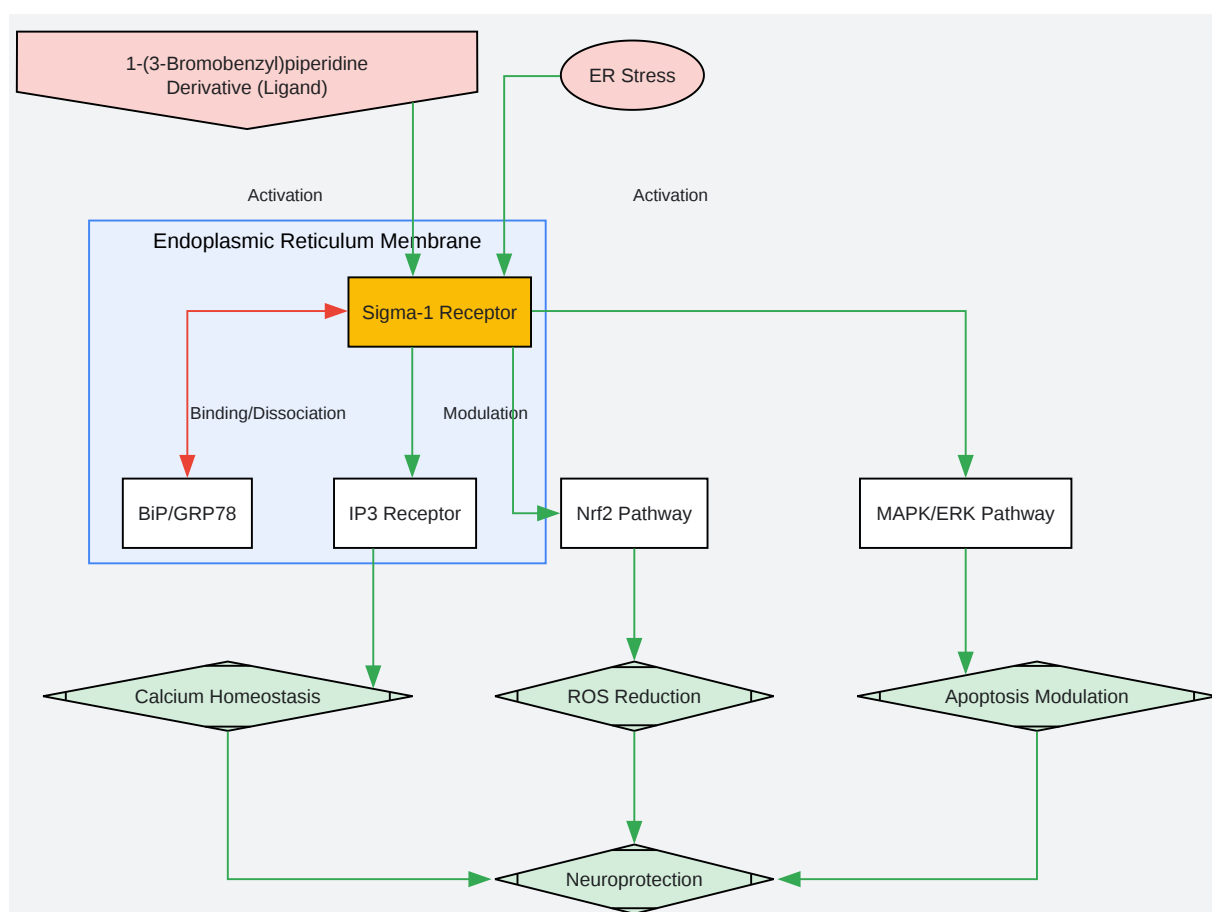 1-(3-Bromobenzyl)piperidine
Derivative (Ligand)
ER Stress
Activation
Activation
Endoplasmic Reticulum Membrane
Sigma-1 Receptor
Binding/Dissociation
Modulation
BiP/GRP78
IP3 Receptor
Nrf2 Pathway
MAPK/ERK Pathway
Calcium Homeostasis
ROS Reduction
Apoptosis Modulation
Neuroprotection